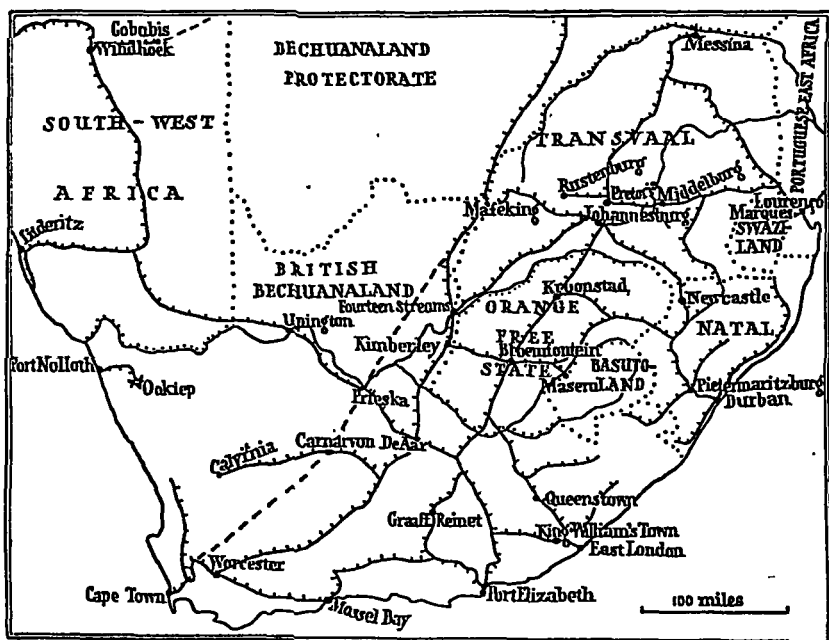 Gobabis
Windhoek
BECHUANALAND
PROTECTORATE
Messina
PORTUGUESE EAST AFRICA
SOUTH-WEST
AFRICA
TRANSVAAL
Rustenburg
Pretoria
Middelburg
Lourenço
Marques
Mafeking
Johannesburg
SWAZI-
LAND
Lüderitz
BRITISH
BECHUANALAND
Fourteen Streams
Kroonstad
ORANGE
FREE
STATE
Newcastle
NATAL
Upington
Kimberley
Bloemfontein
BASUTO-
LAND
Maseru
Port Nolloth
Ookiep
Prieska
Pietermaritzburg
Durban
Calvinia
Carnarvon
De Aar
Queenstown
Graaff Reinet
King William's Town
East London
Worcester
Cape Town
Mossel Bay
Port Elizabeth
100 miles